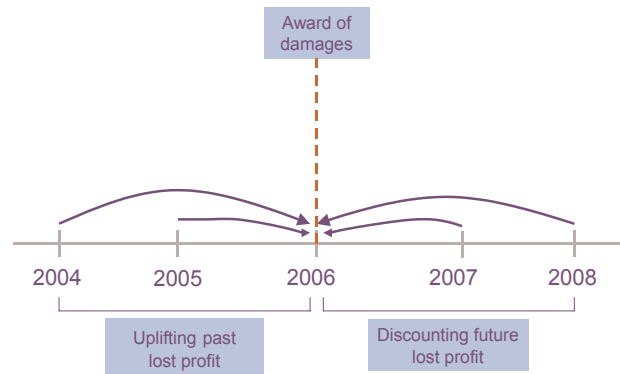 Award of
damages
2004 2005 2006 2007 2008
Uplifting past
lost profit
Discounting future
lost profit